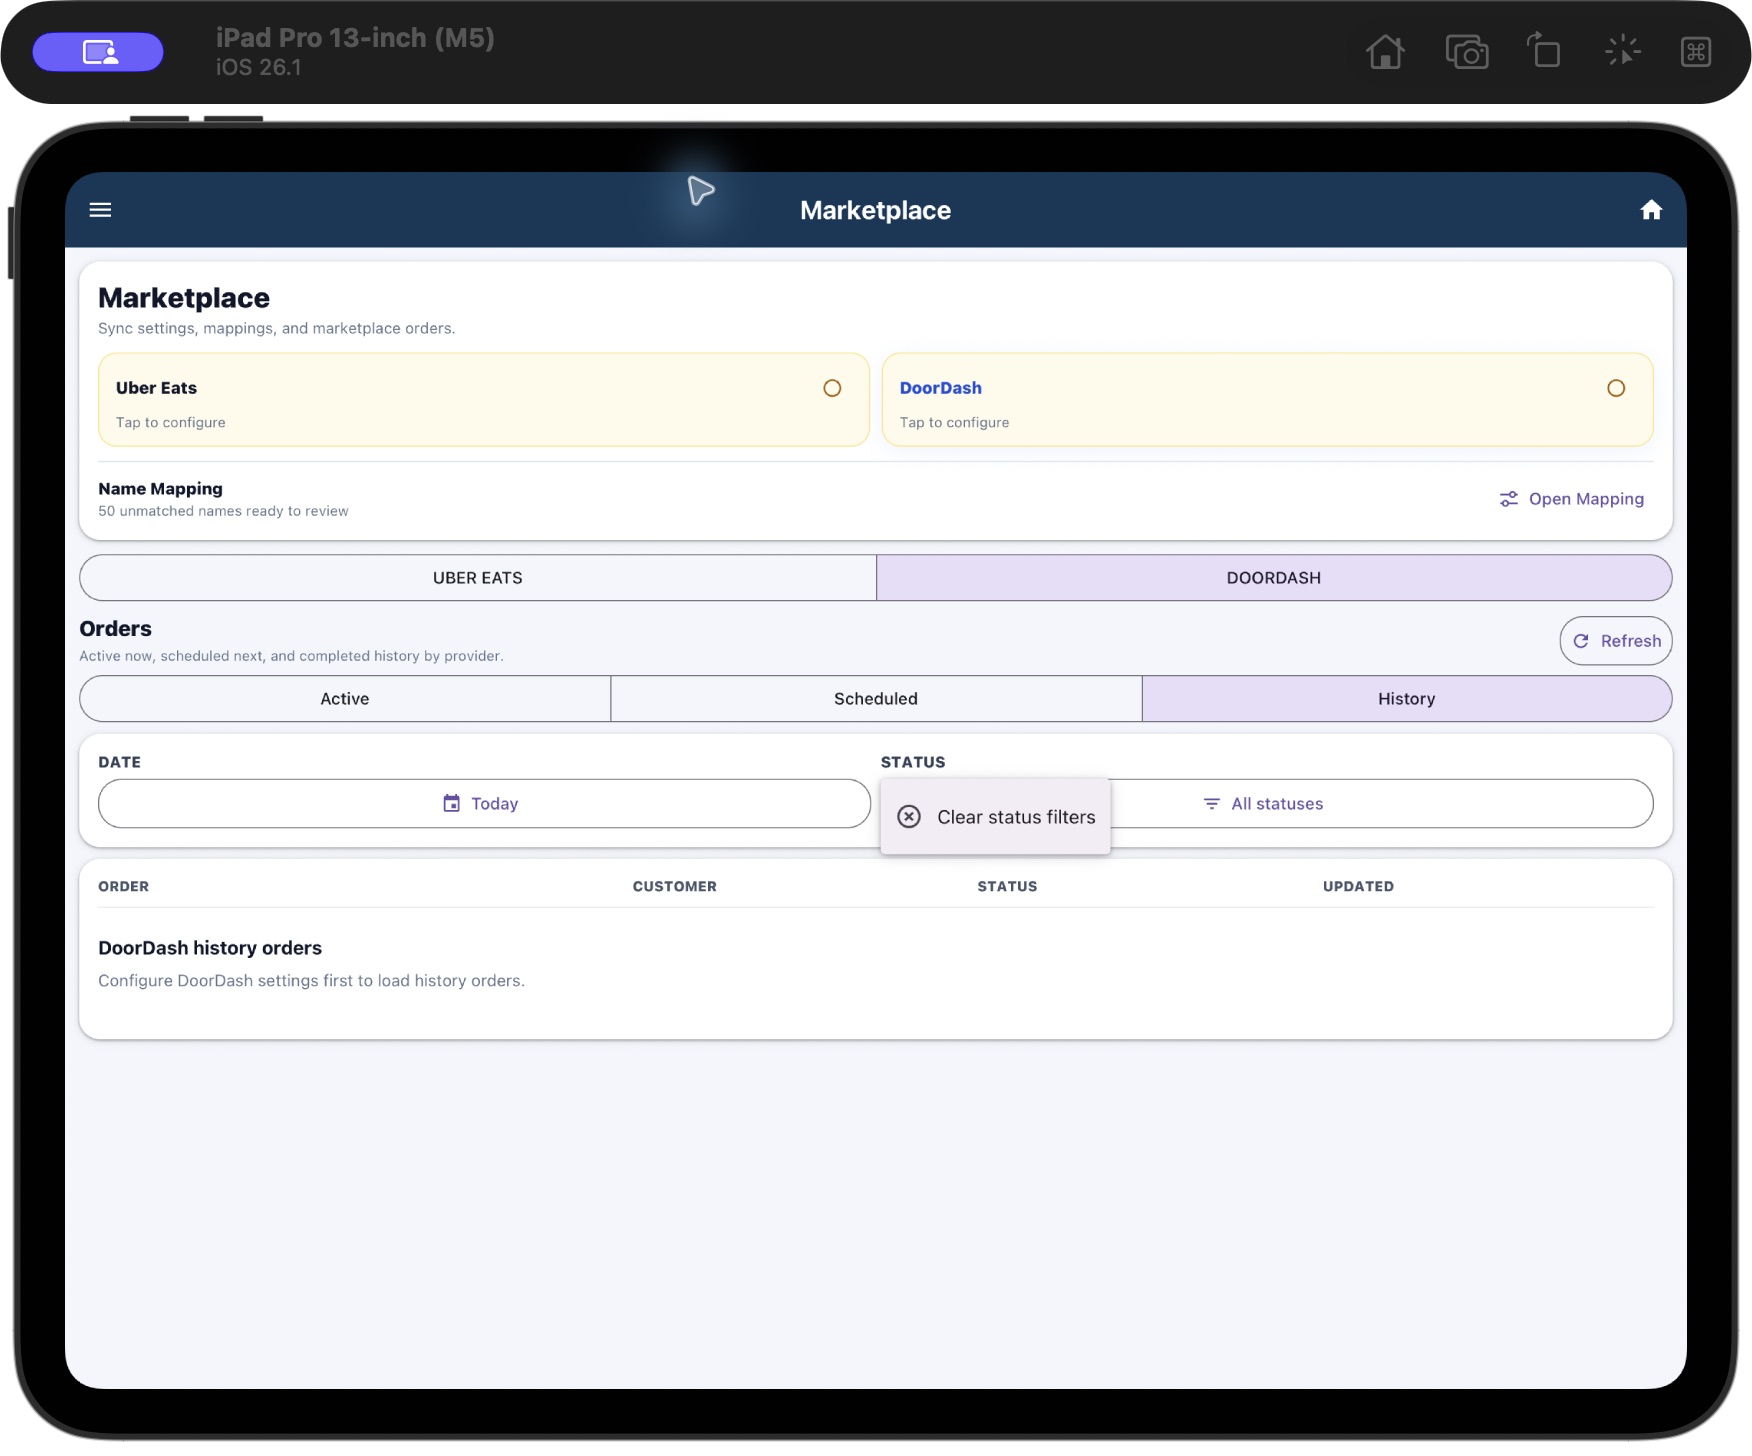 iPad Pro 13-inch (M5)
iOS 26.1
Marketplace
Marketplace
Sync settings, mappings, and marketplace orders.
Uber Eats
Tap to configure
DoorDash
Tap to configure
Name Mapping
50 unmatched names ready to review
Open Mapping
UBER EATS
DOORDASH
Orders
Active now, scheduled next, and completed history by provider.
Refresh
Active
Scheduled
History
DATE
STATUS
Today
Clear status filters
All statuses
ORDER
CUSTOMER
STATUS
UPDATED
DoorDash history orders
Configure DoorDash settings first to load history orders.